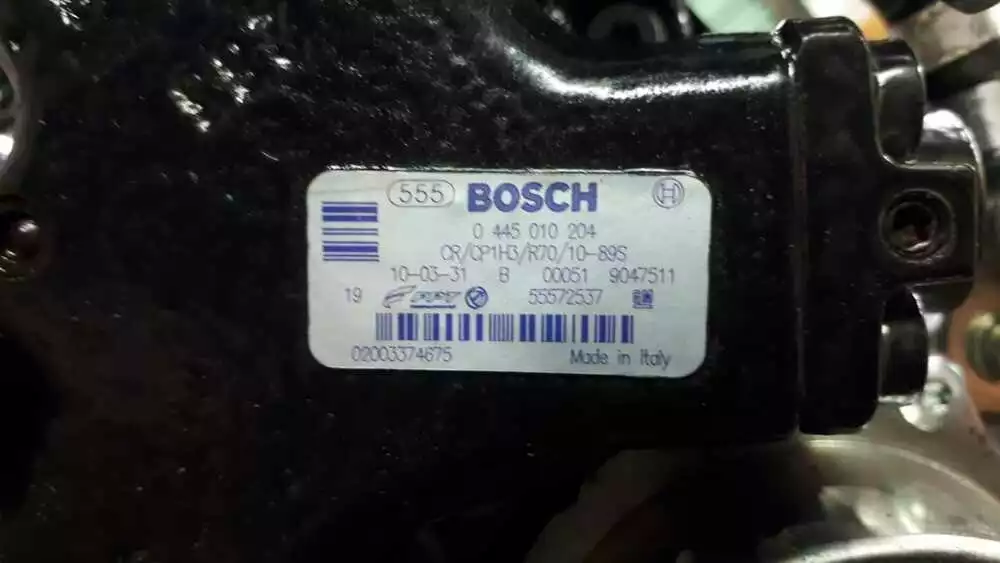 555 BOSCH
0 445 010 204
CR/CP1H3/R70/10-89S
10-03-31 B 00051 9047511
19 55572537 GM
02003374675 Made in Italy